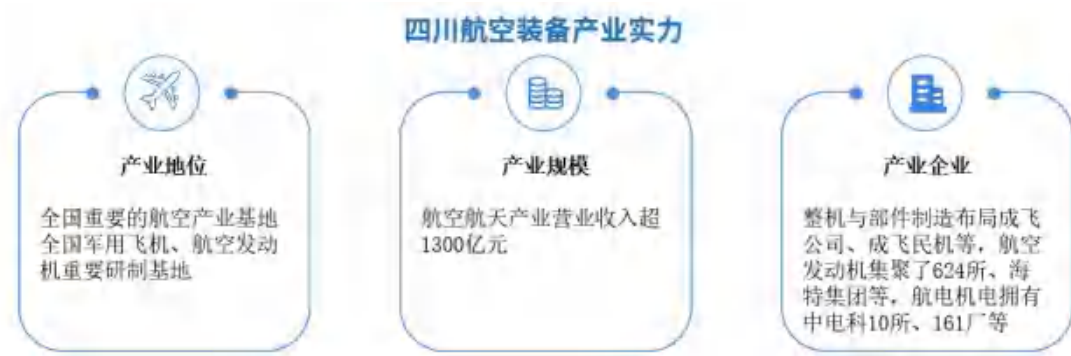 四川航空装备产业实力
产业地位
全国重要的航空产业基地
全国军用飞机、航空发动
机重要研制基地
产业规模
航空航天产业营业收入超
1300亿元
产业企业
整机与部件制造布局成飞
公司、成飞民机等，航空
发动机集聚了624所、海
特集团等，航电机电拥有
中电科10所、161厂等